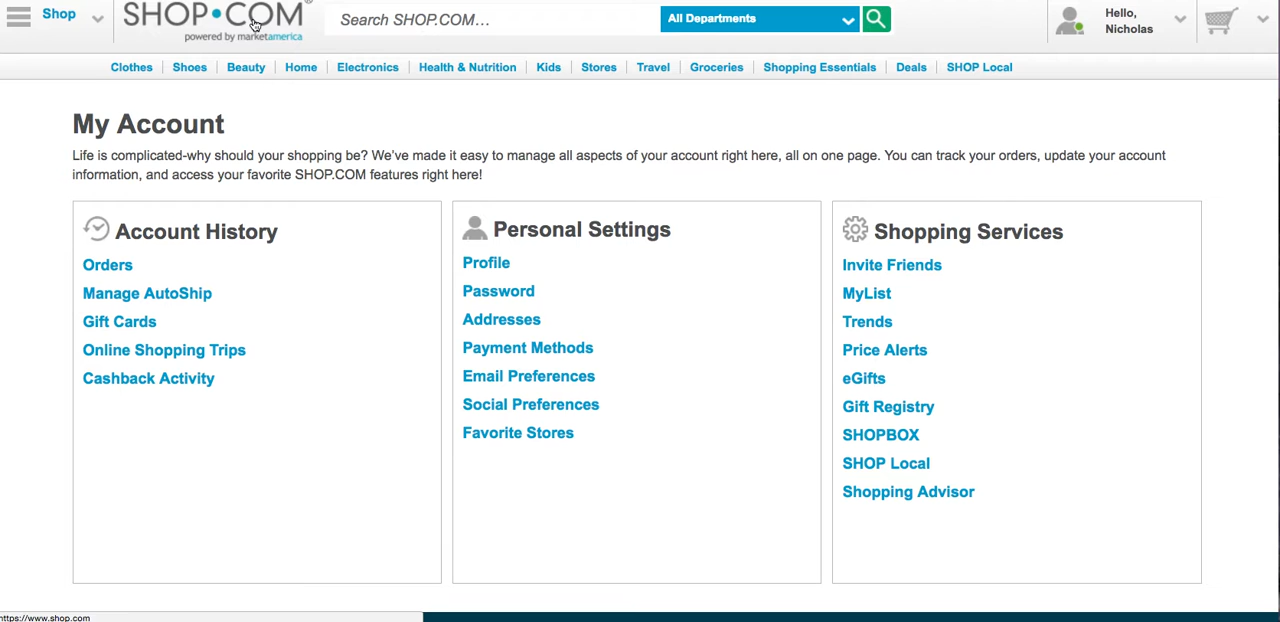 Shop
SHOP•COM®
powered by marketamerica
Search SHOP.COM...
All Departments
Hello,
Nicholas
Clothes
Shoes
Beauty
Home
Electronics
Health & Nutrition
Kids
Stores
Travel
Groceries
Shopping Essentials
Deals
SHOP Local
My Account
Life is complicated-why should your shopping be? We've made it easy to manage all aspects of your account right here, all on one page. You can track your orders, update your account
information, and access your favorite SHOP.COM features right here!
Account History
Orders
Manage AutoShip
Gift Cards
Online Shopping Trips
Cashback Activity
Personal Settings
Profile
Password
Addresses
Payment Methods
Email Preferences
Social Preferences
Favorite Stores
Shopping Services
Invite Friends
MyList
Trends
Price Alerts
eGifts
Gift Registry
SHOPBOX
SHOP Local
Shopping Advisor
https://www.shop.com